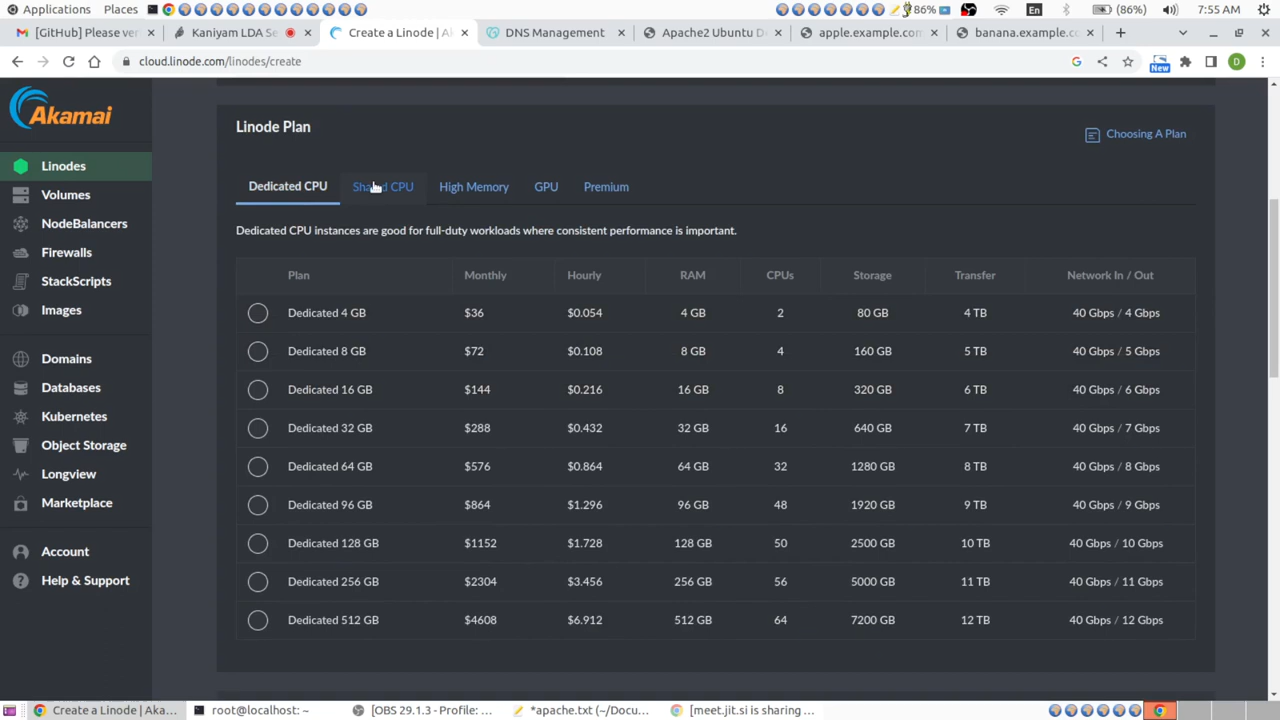 Applications Places 86% En (86%) 7:55 AM
[GitHub] Please ver × Kaniyam LDA Se × Create a Linode | Ak × DNS Management × Apache2 Ubuntu D × apple.example.con × banana.example.co × +
cloud.linode.com/linodes/create New D
Akamai
Linodes
Volumes
NodeBalancers
Firewalls
StackScripts
Images
Domains
Databases
Kubernetes
Object Storage
Longview
Marketplace
Account
Help & Support
Linode Plan
Choosing A Plan
Dedicated CPU Shared CPU High Memory GPU Premium
Dedicated CPU instances are good for full-duty workloads where consistent performance is important.
Plan Monthly Hourly RAM CPUs Storage Transfer Network In / Out
Dedicated 4 GB $36 $0.054 4 GB 2 80 GB 4 TB 40 Gbps / 4 Gbps
Dedicated 8 GB $72 $0.108 8 GB 4 160 GB 5 TB 40 Gbps / 5 Gbps
Dedicated 16 GB $144 $0.216 16 GB 8 320 GB 6 TB 40 Gbps / 6 Gbps
Dedicated 32 GB $288 $0.432 32 GB 16 640 GB 7 TB 40 Gbps / 7 Gbps
Dedicated 64 GB $576 $0.864 64 GB 32 1280 GB 8 TB 40 Gbps / 8 Gbps
Dedicated 96 GB $864 $1.296 96 GB 48 1920 GB 9 TB 40 Gbps / 9 Gbps
Dedicated 128 GB $1152 $1.728 128 GB 50 2500 GB 10 TB 40 Gbps / 10 Gbps
Dedicated 256 GB $2304 $3.456 256 GB 56 5000 GB 11 TB 40 Gbps / 11 Gbps
Dedicated 512 GB $4608 $6.912 512 GB 64 7200 GB 12 TB 40 Gbps / 12 Gbps
Create a Linode | Aka... root@localhost: ~ [OBS 29.1.3 - Profile: ... *apache.txt (~/Docu... [meet.jit.si is sharing ...